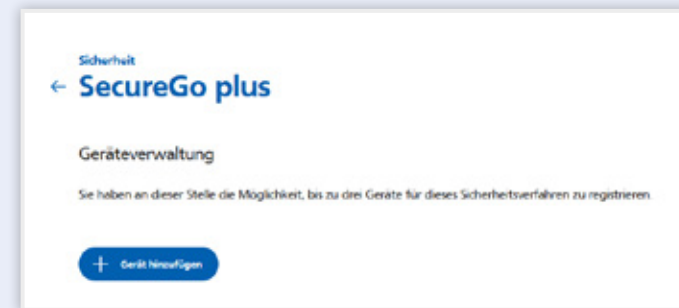 Sicherheit
← SecureGo plus
Geräteverwaltung
Sie haben an dieser Stelle die Möglichkeit, bis zu drei Geräte für dieses Sicherheitsverfahren zu registrieren
+ Gerät hinzufügen